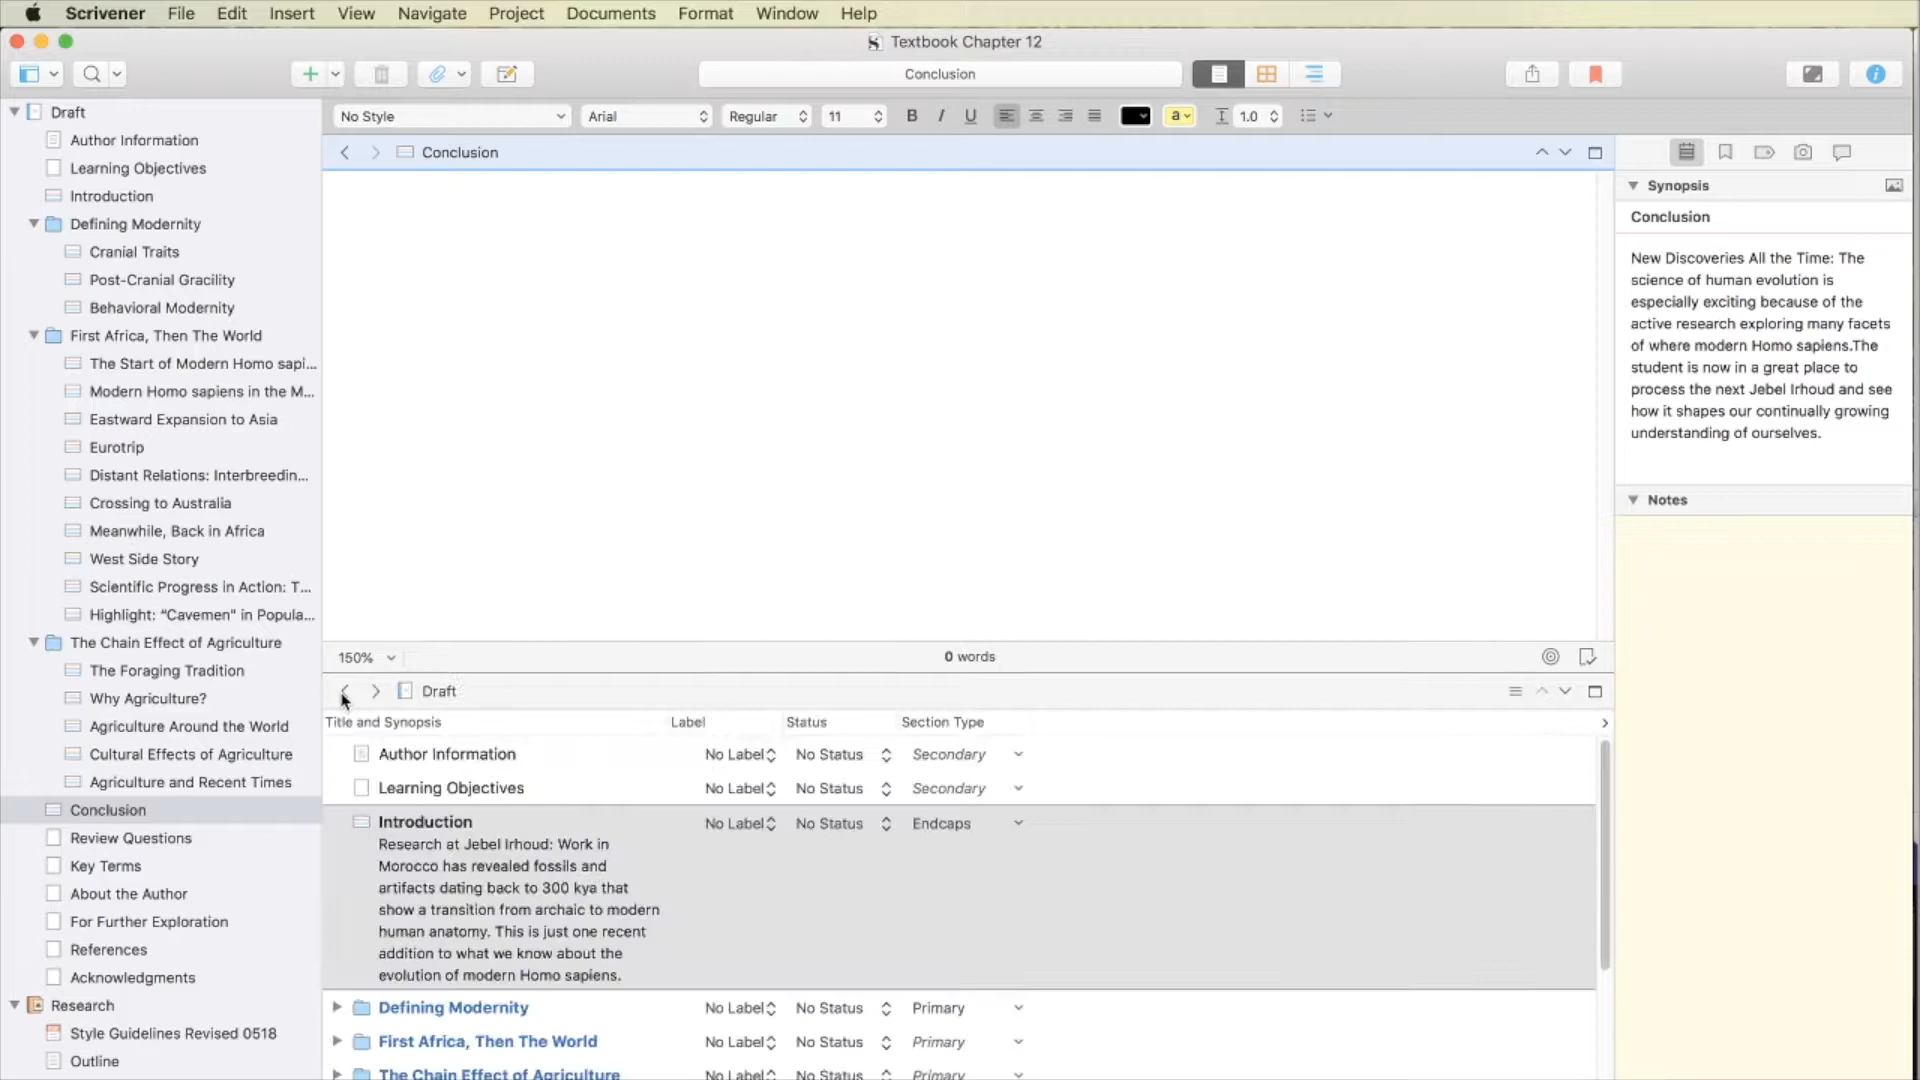 Scrivener File Edit Insert View Navigate Project Documents Format Window Help
Textbook Chapter 12
Conclusion
No Style Arial Regular 11 B I U a 1.0
Draft
Author Information
Learning Objectives
Introduction
Defining Modernity
Cranial Traits
Post-Cranial Gracility
Behavioral Modernity
First Africa, Then The World
The Start of Modern Homo sapi...
Modern Homo sapiens in the M...
Eastward Expansion to Asia
Eurotrip
Distant Relations: Interbreedin...
Crossing to Australia
Meanwhile, Back in Africa
West Side Story
Scientific Progress in Action: T...
Highlight: “Cavemen” in Popula...
The Chain Effect of Agriculture
The Foraging Tradition
Why Agriculture?
Agriculture Around the World
Cultural Effects of Agriculture
Agriculture and Recent Times
Conclusion
Review Questions
Key Terms
About the Author
For Further Exploration
References
Acknowledgments
Research
Style Guidelines Revised 0518
Outline
Conclusion
150% 0 words
Draft
Title and Synopsis Label Status Section Type
Author Information No Label No Status Secondary
Learning Objectives No Label No Status Secondary
Introduction No Label No Status Endcaps
Research at Jebel Irhoud: Work in
Morocco has revealed fossils and
artifacts dating back to 300 kya that
show a transition from archaic to modern
human anatomy. This is just one recent
addition to what we know about the
evolution of modern Homo sapiens.
Defining Modernity No Label No Status Primary
First Africa, Then The World No Label No Status Primary
The Chain Effect of Agriculture No Label No Status Primary
Synopsis
Conclusion
New Discoveries All the Time: The
science of human evolution is
especially exciting because of the
active research exploring many facets
of where modern Homo sapiens.The
student is now in a great place to
process the next Jebel Irhoud and see
how it shapes our continually growing
understanding of ourselves.
Notes